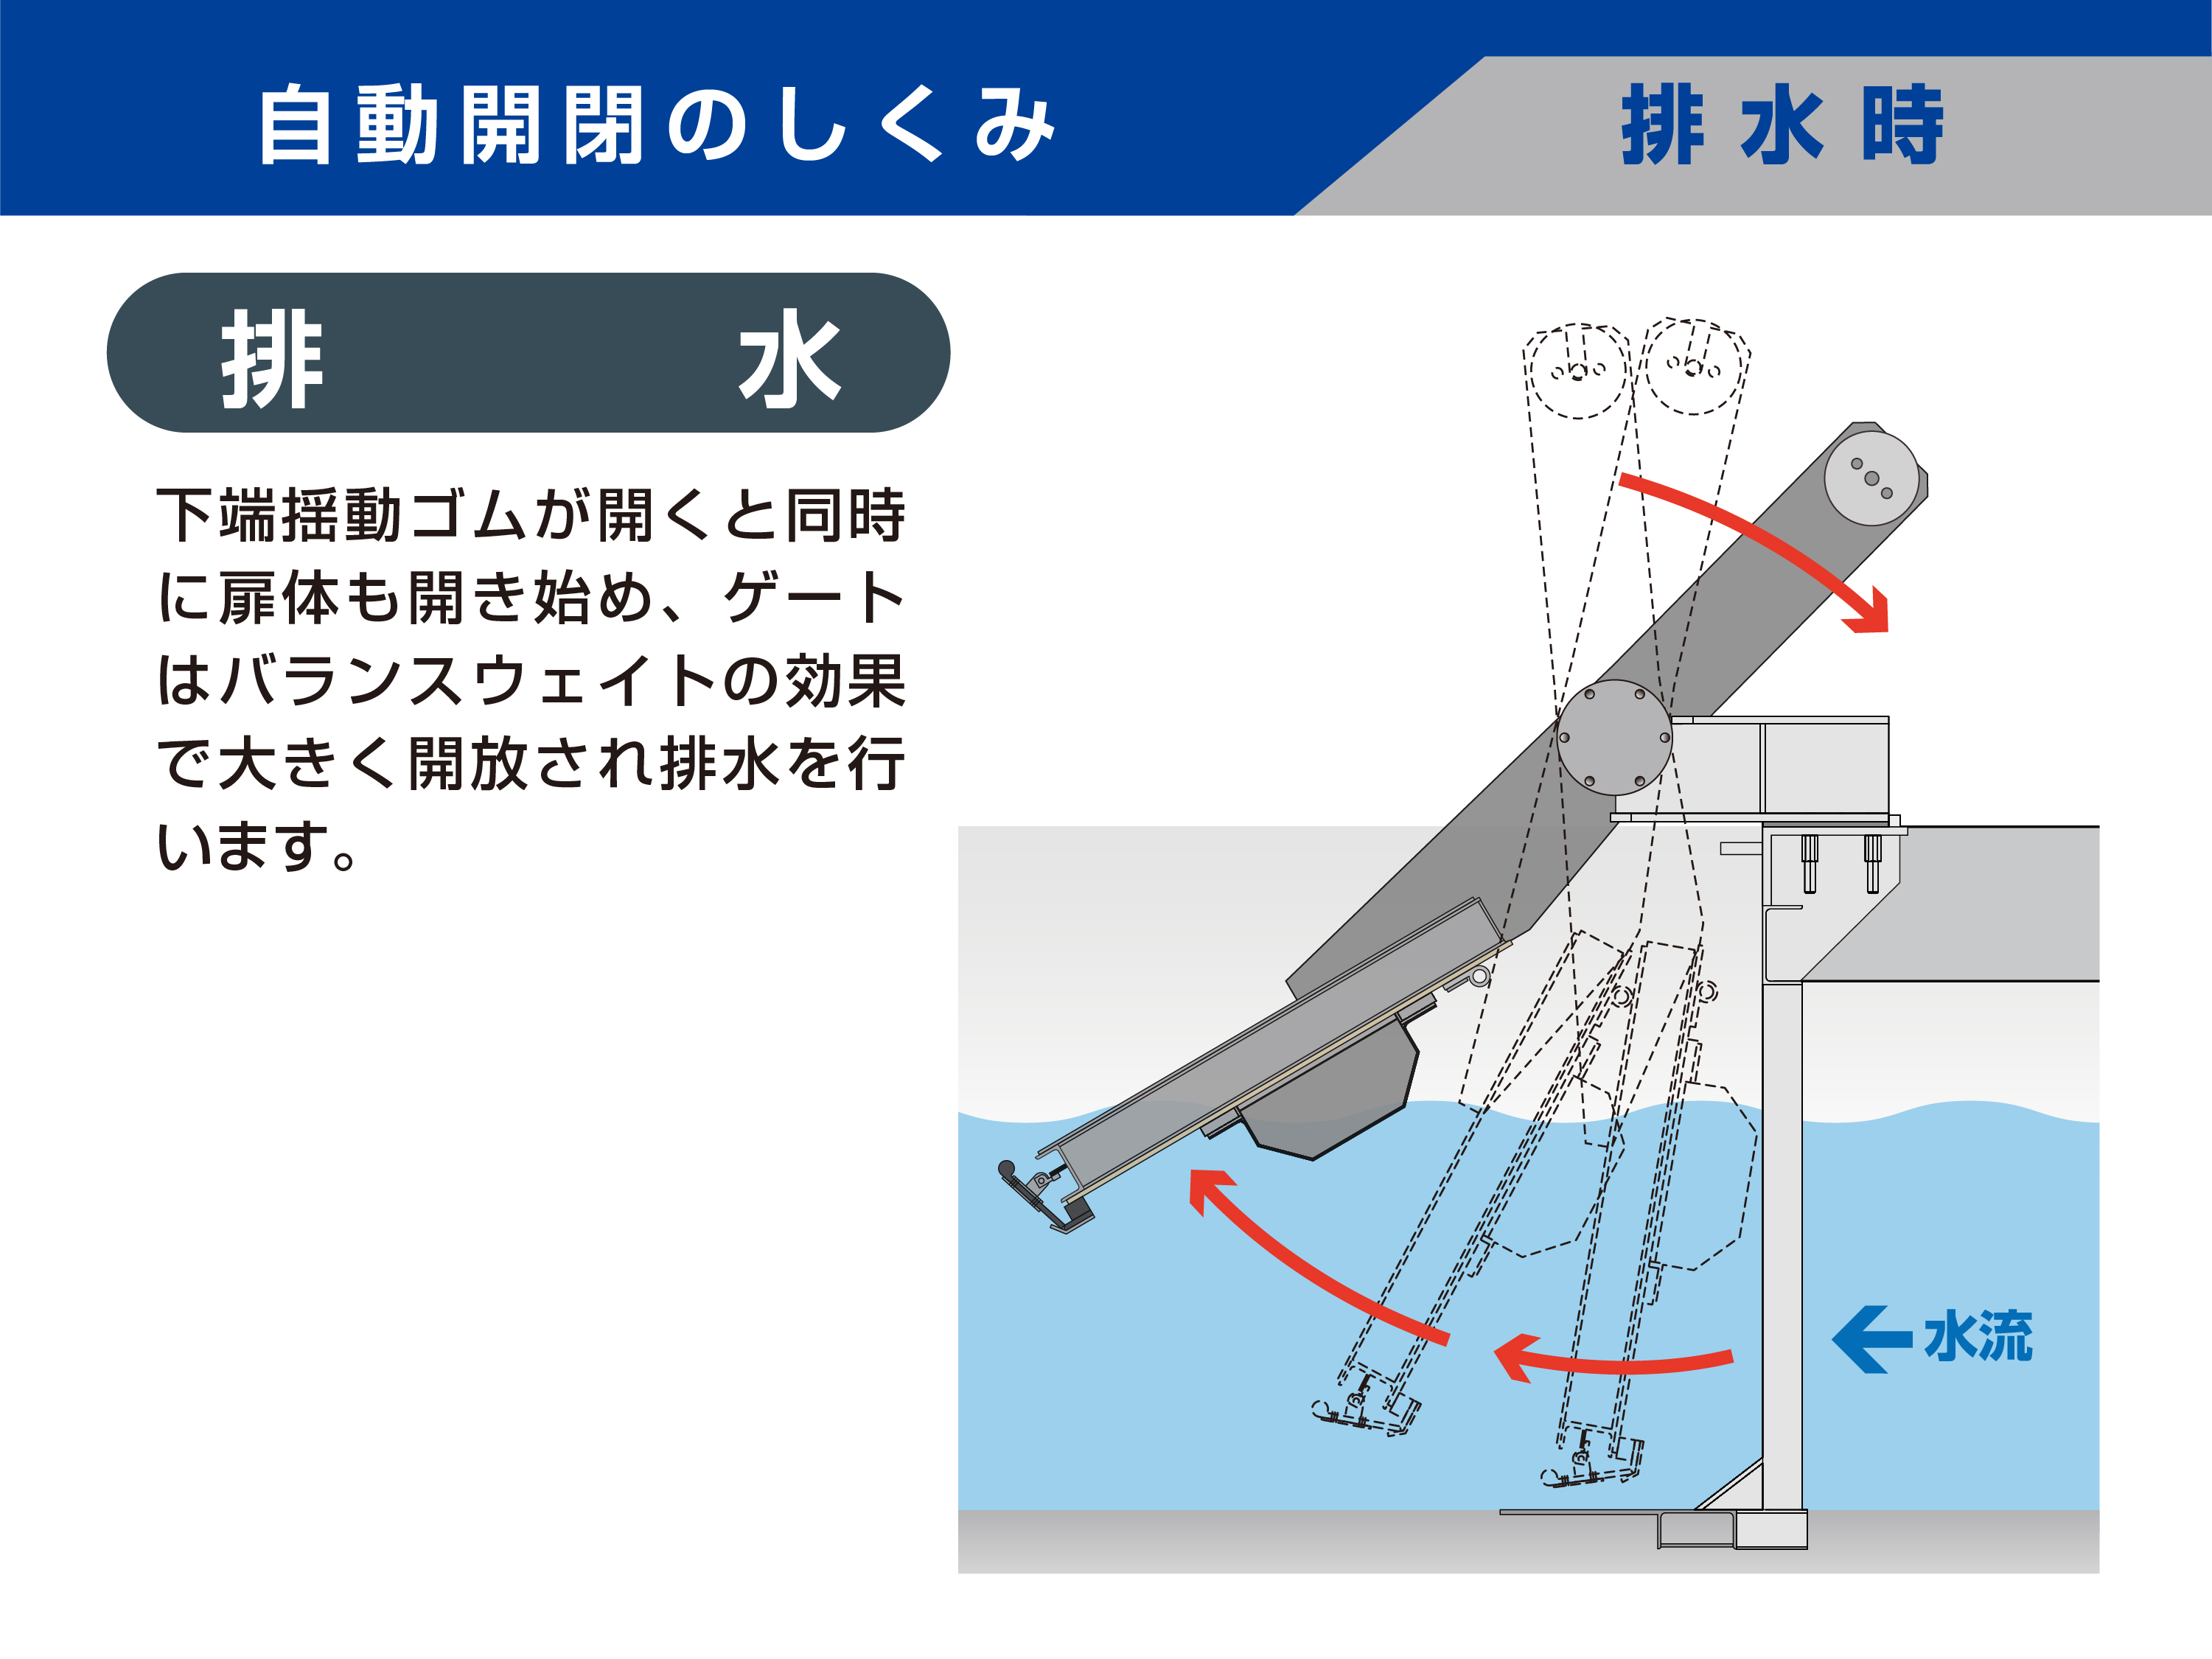 自動開閉のしくみ
排水時
排水
下端揺動ゴムが開くと同時
に扉体も開き始め、ゲート
はバランスウェイトの効果
で大きく開放され排水を行
います。
水流